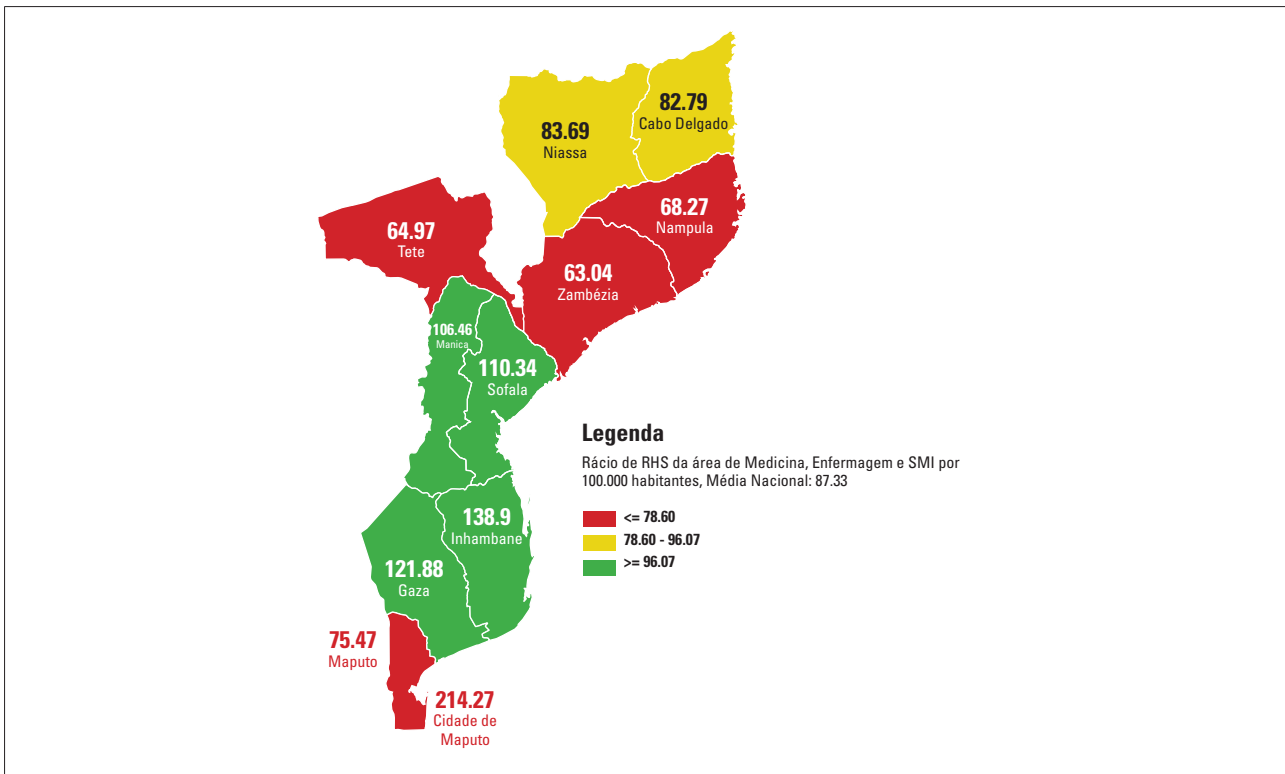 82.79
Cabo Delgado
83.69
Niassa
68.27
Nampula
64.97
Tete
63.04
Zambézia
106.46
Manica
110.34
Sofala
Legenda
Rácio de RHS da área de Medicina, Enfermagem e SMI por
100.000 habitantes, Média Nacional: 87.33
<= 78.60
78.60 - 96.07
>= 96.07
138.9
Inhambane
121.88
Gaza
75.47
Maputo
214.27
Cidade de
Maputo